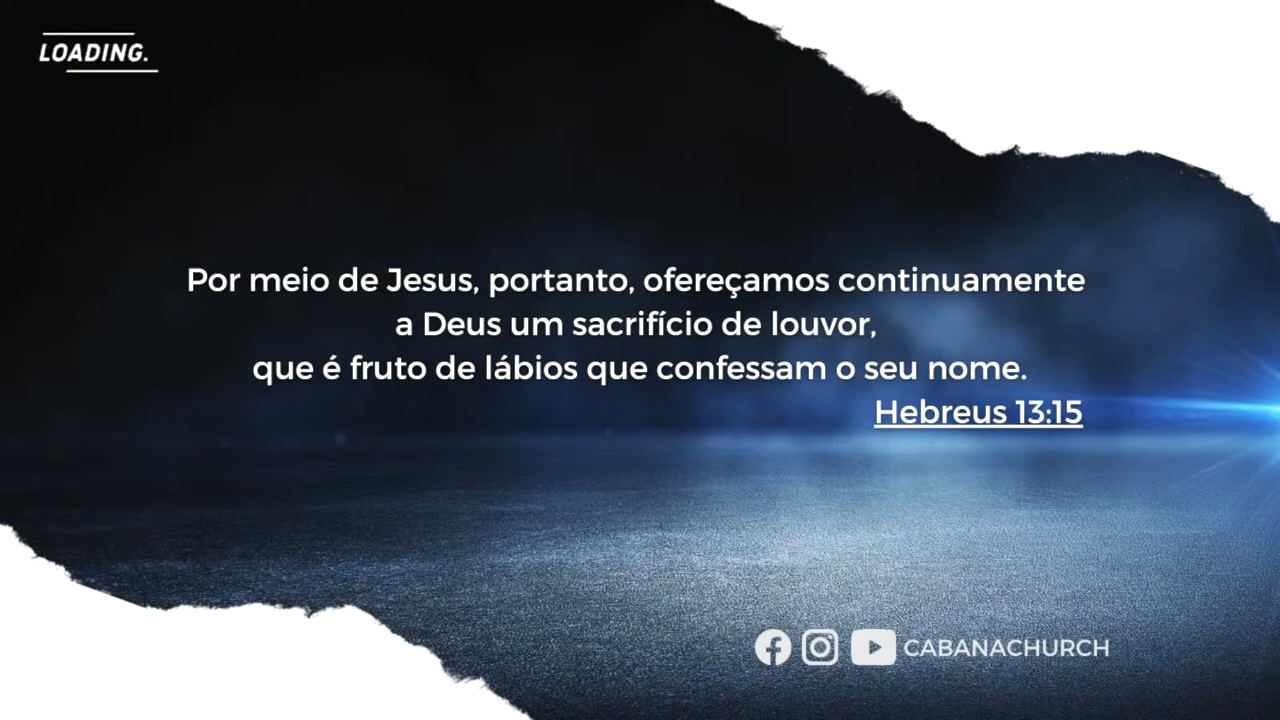 LOADING.
Por meio de Jesus, portanto, ofereçamos continuamente
a Deus um sacrifício de louvor,
que é fruto de lábios que confessam o seu nome.
Hebreus 13:15
CABANACHURCH